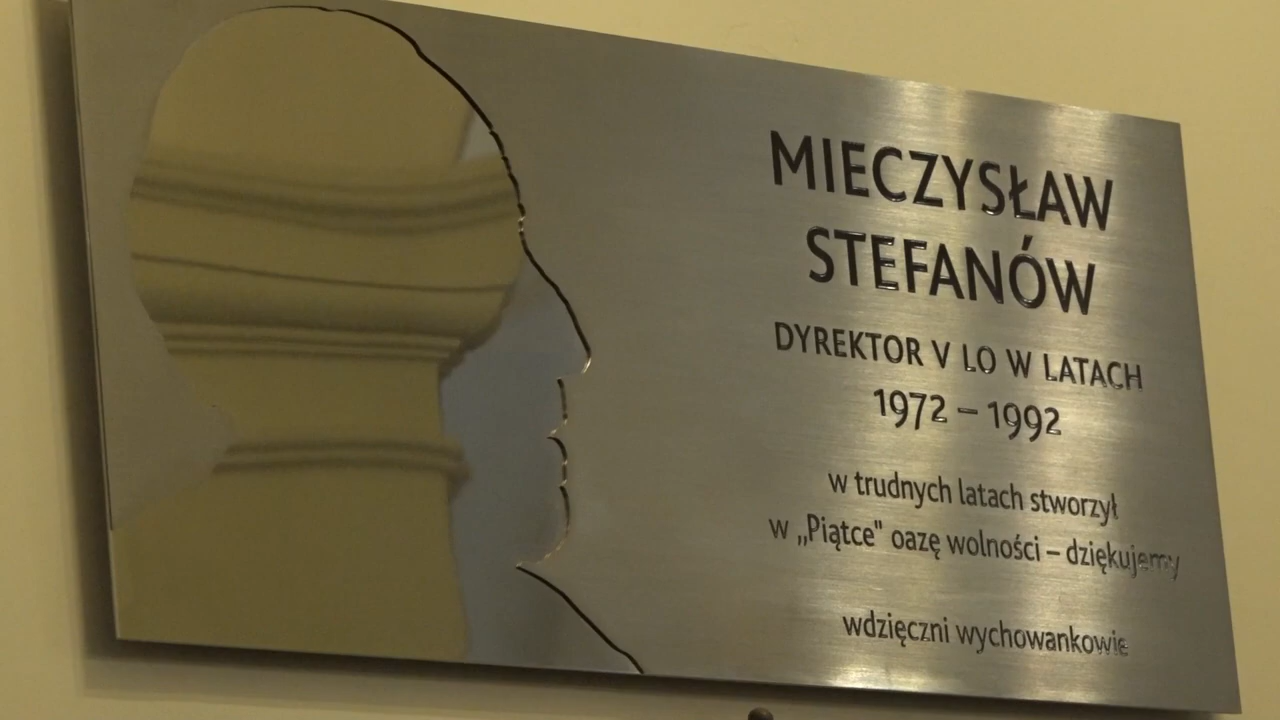 MIECZYSŁAW
STEFANÓW
DYREKTOR V LO W LATACH
1972 – 1992
w trudnych latach stworzył
w „Piątce" oazę wolności – dziękujemy
wdzięczni wychowankowie